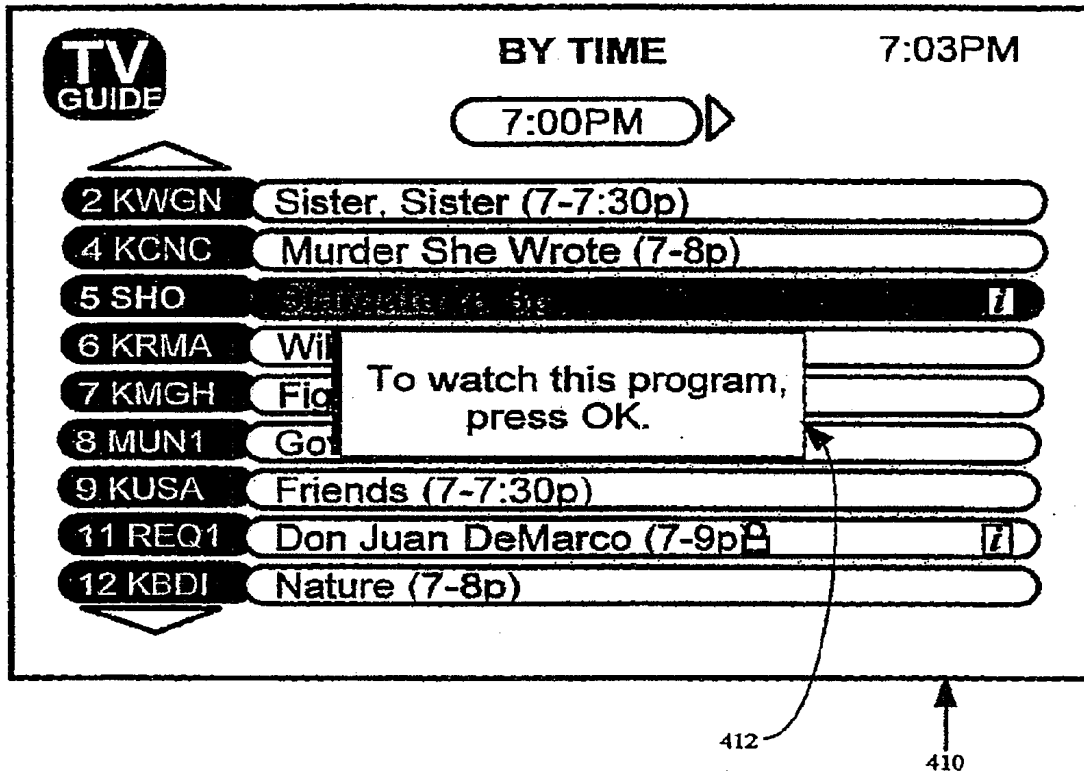 TV
GUIDE
BY TIME
7:03PM
7:00PM
2 KWGN Sister, Sister (7-7:30p)
4 KCNC Murder She Wrote (7-8p)
5 SHO i
6 KRMA Wil
7 KMGH Fig
8 MUN1
To watch this program,
press OK.
9 KUSA Friends (7-7:30p)
11 REQ1 Don Juan DeMarco (7-9p i
12 KBDI Nature (7-8p)
412
410